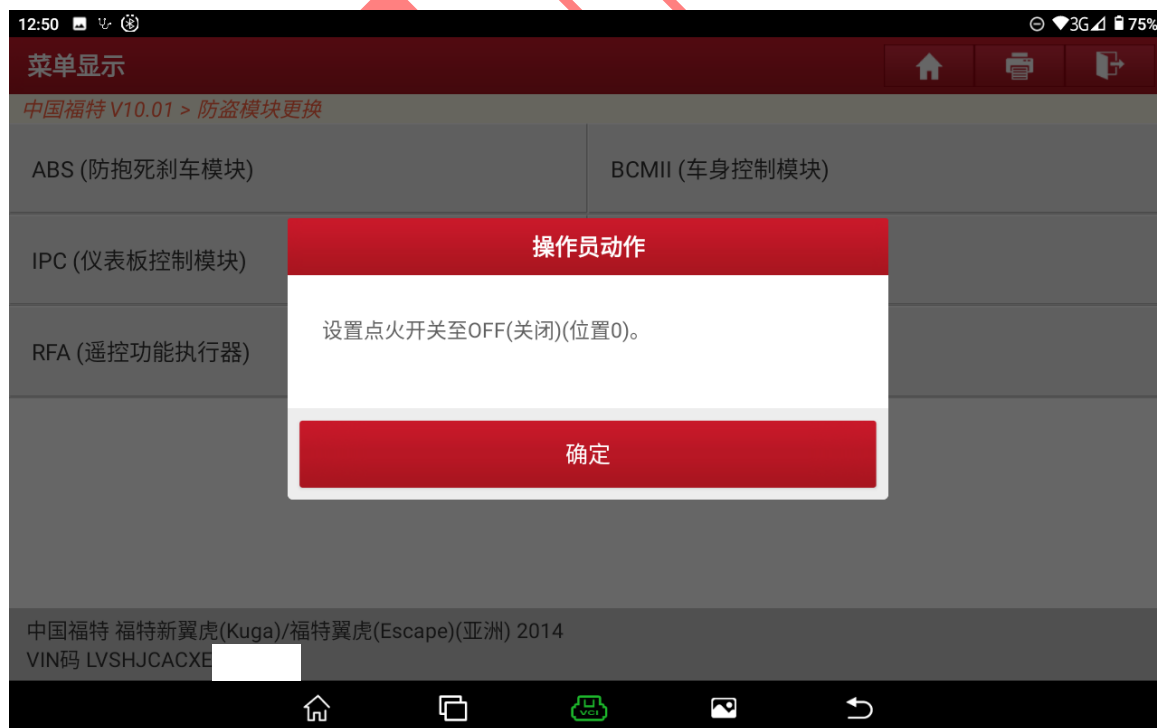 12:50
3G 75%
菜单显示
中国福特 V10.01 > 防盗模块更换
ABS (防抱死刹车模块)
BCMII (车身控制模块)
IPC (仪表板控制模块)
操作员动作
设置点火开关至OFF(关闭)(位置0)。
RFA (遥控功能执行器)
确定
中国福特 福特新翼虎(Kuga)/福特翼虎(Escape)(亚洲) 2014
VIN码 LVSHJCACXE
VCI